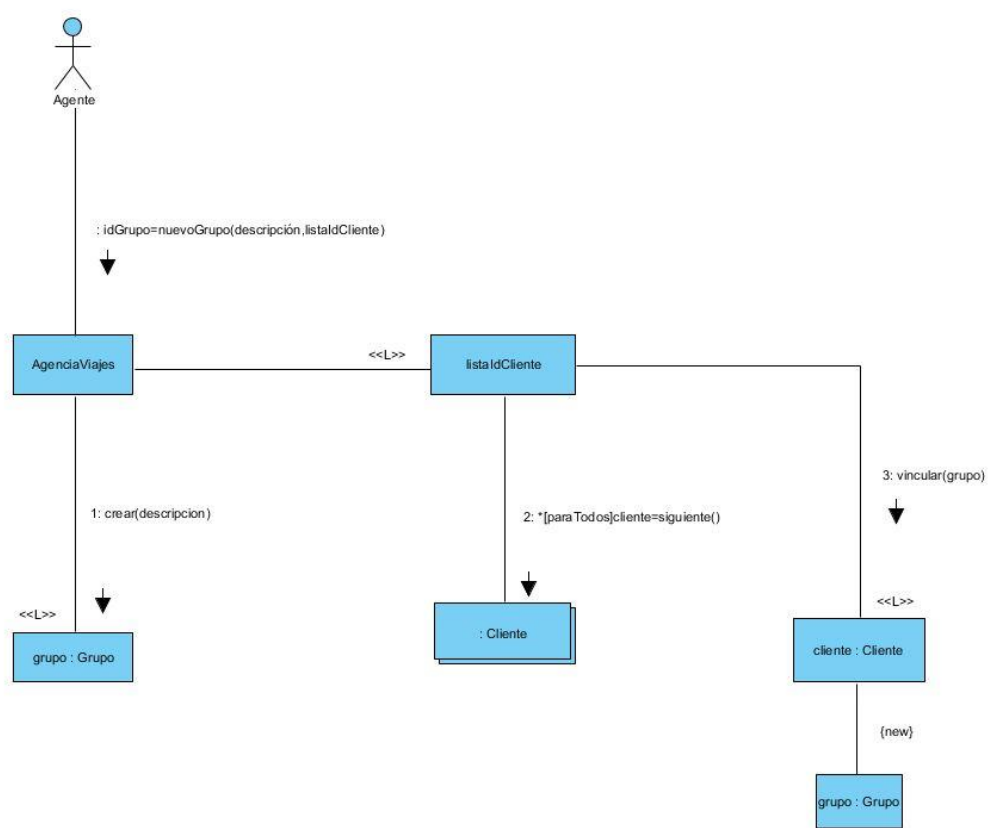 Agente
: idGrupo=nuevoGrupo(descripción,listaIdCliente)
AgenciaViajes
<<L>>
listaIdCliente
3: vincular(grupo)
1: crear(descripcion)
2: *[paraTodos]cliente=siguiente()
<<L>>
<<L>>
grupo : Grupo
: Cliente
cliente : Cliente
{new}
grupo : Grupo